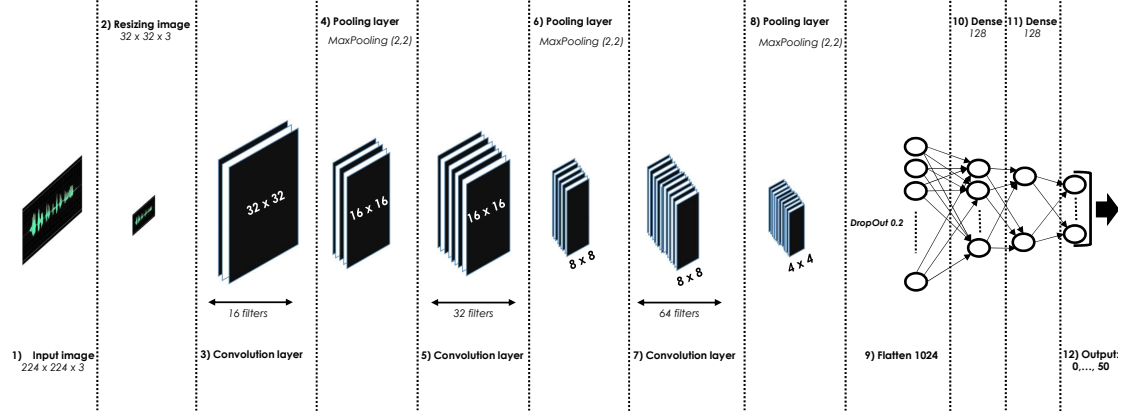 1) Input image
224 x 224 x 3
2) Resizing image
32 x 32 x 3
3) Convolution layer
32 x 32
16 filters
4) Pooling layer
MaxPooling (2,2)
16 x 16
5) Convolution layer
16 x 16
32 filters
6) Pooling layer
MaxPooling (2,2)
8 x 8
7) Convolution layer
8 x 8
64 filters
8) Pooling layer
MaxPooling (2,2)
4 x 4
9) Flatten 1024
DropOut 0.2
10) Dense
128
11) Dense
128
12) Output:
0,..., 50